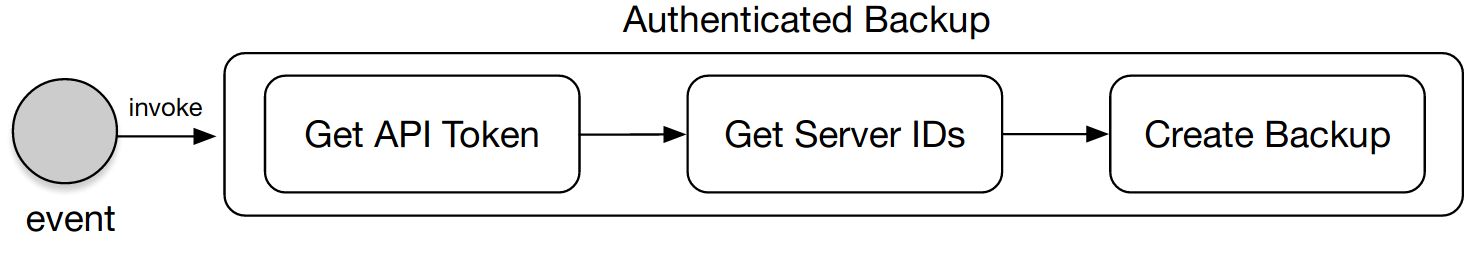 Authenticated Backup
invoke
Get API Token
Get Server IDs
Create Backup
event